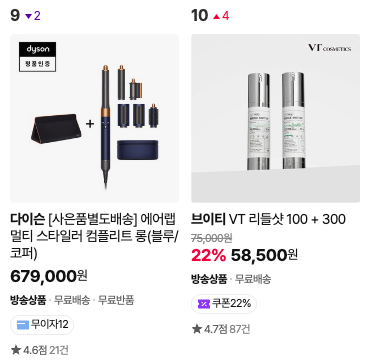 9 ▼2
dyson
정품인증
다이슨 [사은품별도배송] 에어랩
멀티 스타일러 컴플리트 롱(블루/
코퍼)
679,000원
방송상품 · 무료배송 · 무료반품
무이자12
★4.6점 21건
10 ▲4
VT COSMETICS
브이티 VT 리들샷 100 + 300
75,000원
22% 58,500원
방송상품 · 무료배송
쿠폰22%
★4.7점 87건